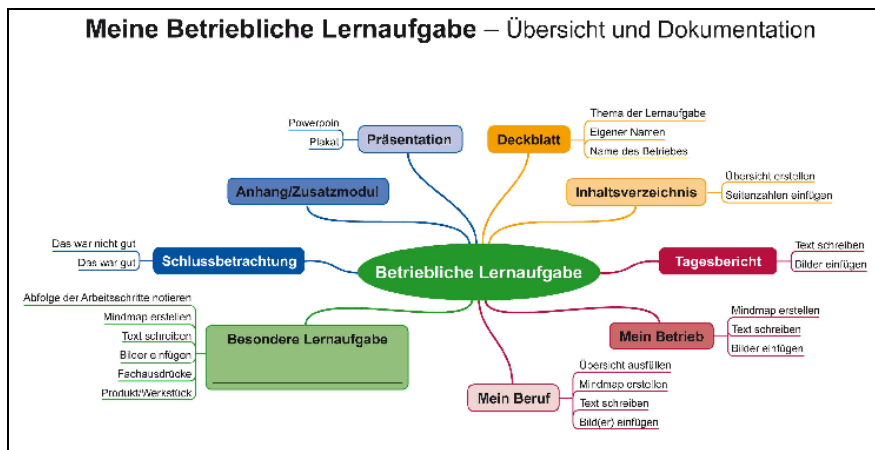 Meine Betriebliche Lernaufgabe – Übersicht und Dokumentation
Powerpoin
Plakat
Präsentation
Deckblatt
Thema der Lernaufgabe
Eigener Namen
Name des Betriebes
Anhang/Zusatzmodul
Inhaltsverzeichnis
Übersicht erstellen
Seitenzahlen einfügen
Das war nicht gut
Das war gut
Schlussbetrachtung
Betriebliche Lernaufgabe
Tagesbericht
Text schreiben
Bilder einfügen
Abfolge der Arbeitsschritte notieren
Mindmap erstellen
Text schreiben
Bilder einfügen
Fachausdrücke
Produkt/Werkstück
Besondere Lernaufgabe
Mein Betrieb
Mindmap erstellen
Text schreiben
Bilder einfügen
Mein Beruf
Übersicht ausfüllen
Mindmap erstellen
Text schreiben
Bild(er) einfügen